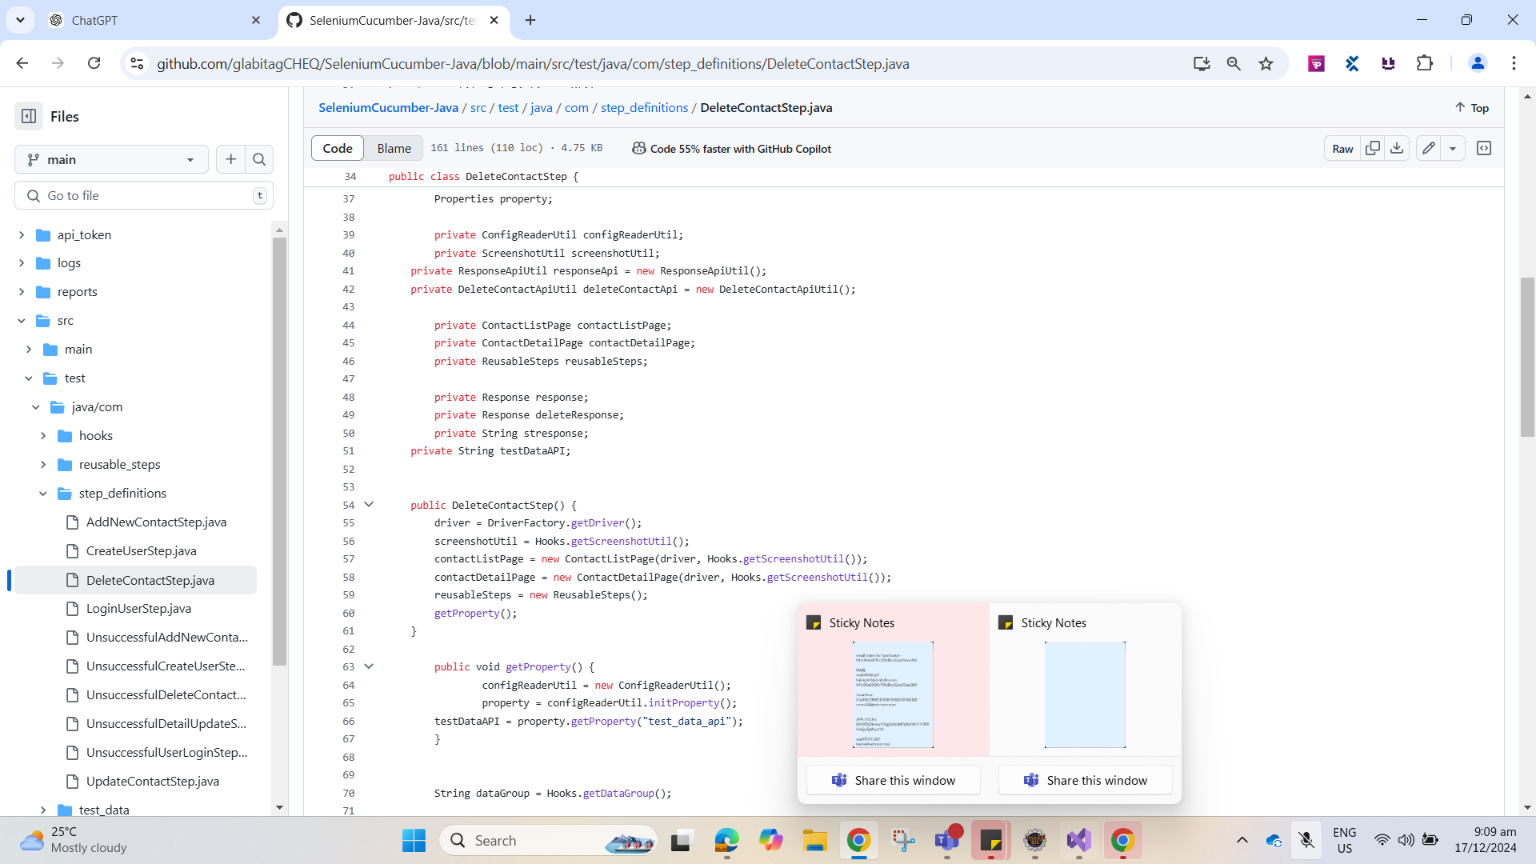 ChatGPT
SeleniumCucumber-Java/src/te
github.com/glabitagCHEQ/SeleniumCucumber-Java/blob/main/src/test/java/com/step_definitions/DeleteContactStep.java
Files
main
Go to file
t
api_token
logs
reports
src
main
test
java/com
hooks
reusable_steps
step_definitions
AddNewContactStep.java
CreateUserStep.java
DeleteContactStep.java
LoginUserStep.java
UnsuccessfulAddNewConta...
UnsuccessfulCreateUserSte...
UnsuccessfulDeleteContact...
UnsuccessfulDetailUpdateS...
UnsuccessfulUserLoginStep...
UpdateContactStep.java
test_data
SeleniumCucumber-Java / src / test / java / com / step_definitions / DeleteContactStep.java
Top
Code Blame 161 lines (110 loc) · 4.75 KB Code 55% faster with GitHub Copilot
Raw
34 public class DeleteContactStep {
37 Properties property;
38
39 private ConfigReaderUtil configReaderUtil;
40 private ScreenshotUtil screenshotUtil;
41 private ResponseApiUtil responseApi = new ResponseApiUtil();
42 private DeleteContactApiUtil deleteContactApi = new DeleteContactApiUtil();
43
44 private ContactListPage contactListPage;
45 private ContactDetailPage contactDetailPage;
46 private ReusableSteps reusableSteps;
47
48 private Response response;
49 private Response deleteResponse;
50 private String stresponse;
51 private String testDataAPI;
52
53
54 public DeleteContactStep() {
55 driver = DriverFactory.getDriver();
56 screenshotUtil = Hooks.getScreenshotUtil();
57 contactListPage = new ContactListPage(driver, Hooks.getScreenshotUtil());
58 contactDetailPage = new ContactDetailPage(driver, Hooks.getScreenshotUtil());
59 reusableSteps = new ReusableSteps();
60 getProperty();
61 }
62
63 public void getProperty() {
64 configReaderUtil = new ConfigReaderUtil();
65 property = configReaderUtil.initProperty();
66 testDataAPI = property.getProperty("test_data_api");
67 }
68
69
70 String dataGroup = Hooks.getDataGroup();
71
Sticky Notes
Share this window
Sticky Notes
Share this window
25°C
Mostly cloudy
Search
ENG
US
9:09 am
17/12/2024